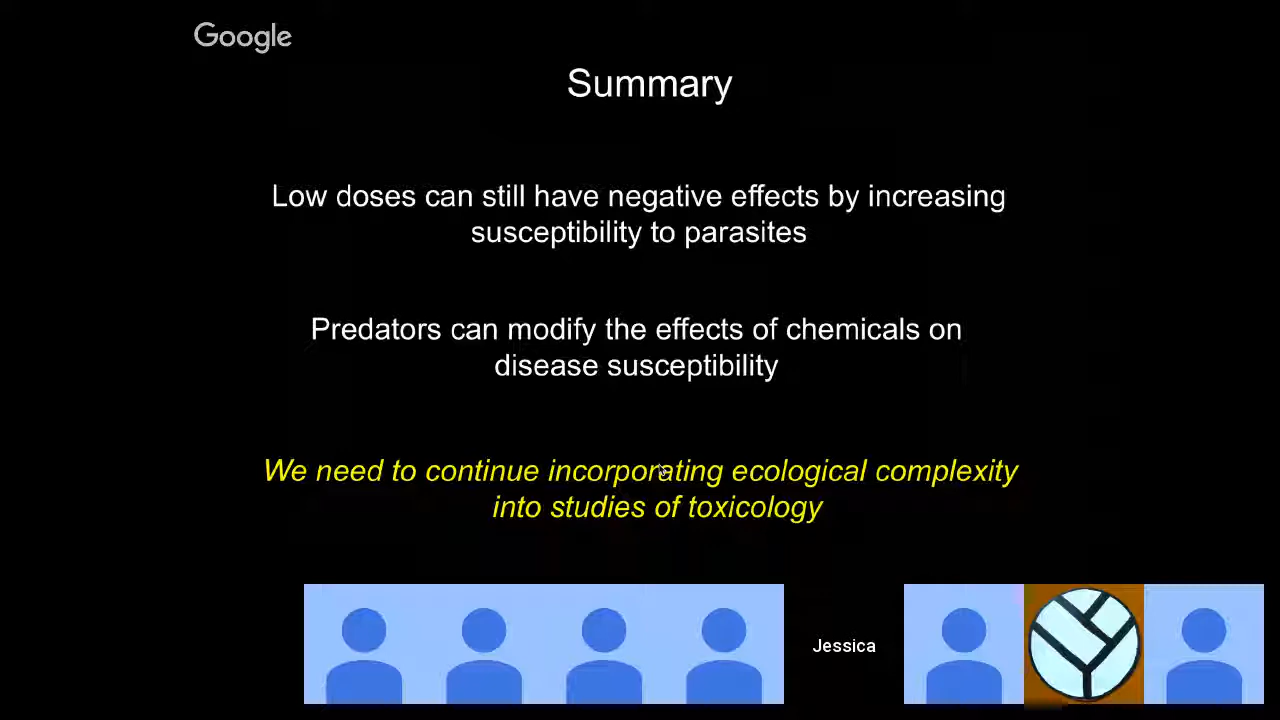 Google
Summary
Low doses can still have negative effects by increasing
susceptibility to parasites
Predators can modify the effects of chemicals on
disease susceptibility
We need to continue incorporating ecological complexity
into studies of toxicology
Jessica